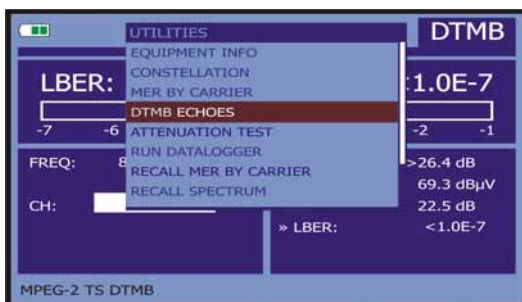 UTILITIES
DTMB
EQUIPMENT INFO
CONSTELLATION
LBER:
<1.0E-7
MER BY CARRIER
DTMB ECHOES
-7 -6 -2 -1
ATTENUATION TEST
RUN DATALOGGER
FREQ: 8 >26.4 dB
RECALL MER BY CARRIER
69.3 dBµV
RECALL SPECTRUM
CH: 22.5 dB
» LBER: <1.0E-7
MPEG-2 TS DTMB